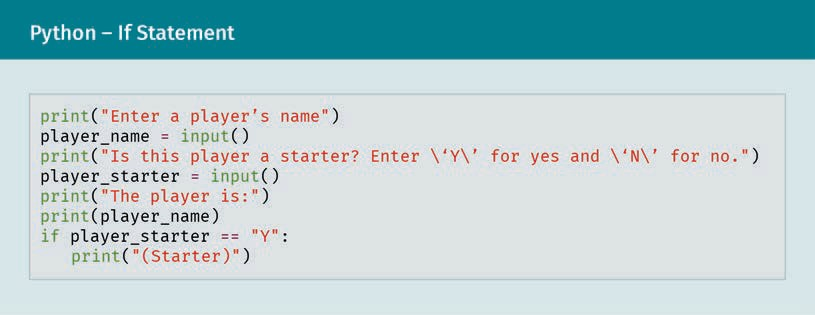 Python – If Statement
print("Enter a player’s name")
player_name = input()
print("Is this player a starter? Enter \‘Y\’ for yes and \‘N\’ for no.")
player_starter = input()
print("The player is:")
print(player_name)
if player_starter == "Y":
   print("(Starter)")